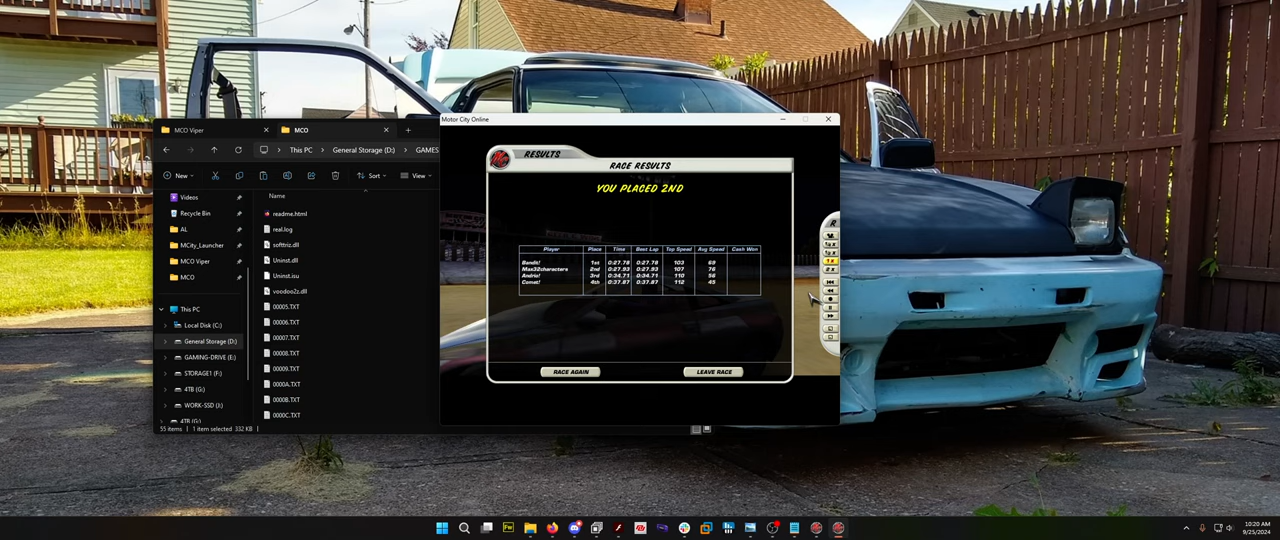 MCO Viper
MCO
This PC > General Storage (D:) > GAMES
New
Sort
View
Videos
Recycle Bin
AL
MCity_Launcher
MCO Viper
MCO
This PC
Local Disk (C:)
General Storage (D:)
GAMING-DRIVE (E:)
STORAGE1 (F:)
4TB (G:)
WORK-SSD (J:)
4TB (G:)
Name
readme.html
real.log
softtriz.dll
Uninst.dll
Uninst.isu
voodoo2z.dll
00005.TXT
00006.TXT
00007.TXT
00008.TXT
00009.TXT
0000A.TXT
0000B.TXT
0000C.TXT
55 items | 1 item selected 332 KB |
Motor City Online
RESULTS
RACE RESULTS
YOU PLACED 2ND
Player Place Time Best Lap Top Speed Avg Speed Cash Won
Bandit! 1st 0:27.78 0:27.78 103 69
Max32characters 2nd 0:27.93 0:27.93 107 76
Andrie! 3rd 0:34.71 0:34.71 110 56
Comet! 4th 0:37.87 0:37.87 112 45
RACE AGAIN
LEAVE RACE
R
1 x
2 x
Fw
10:20 AM
9/25/2024